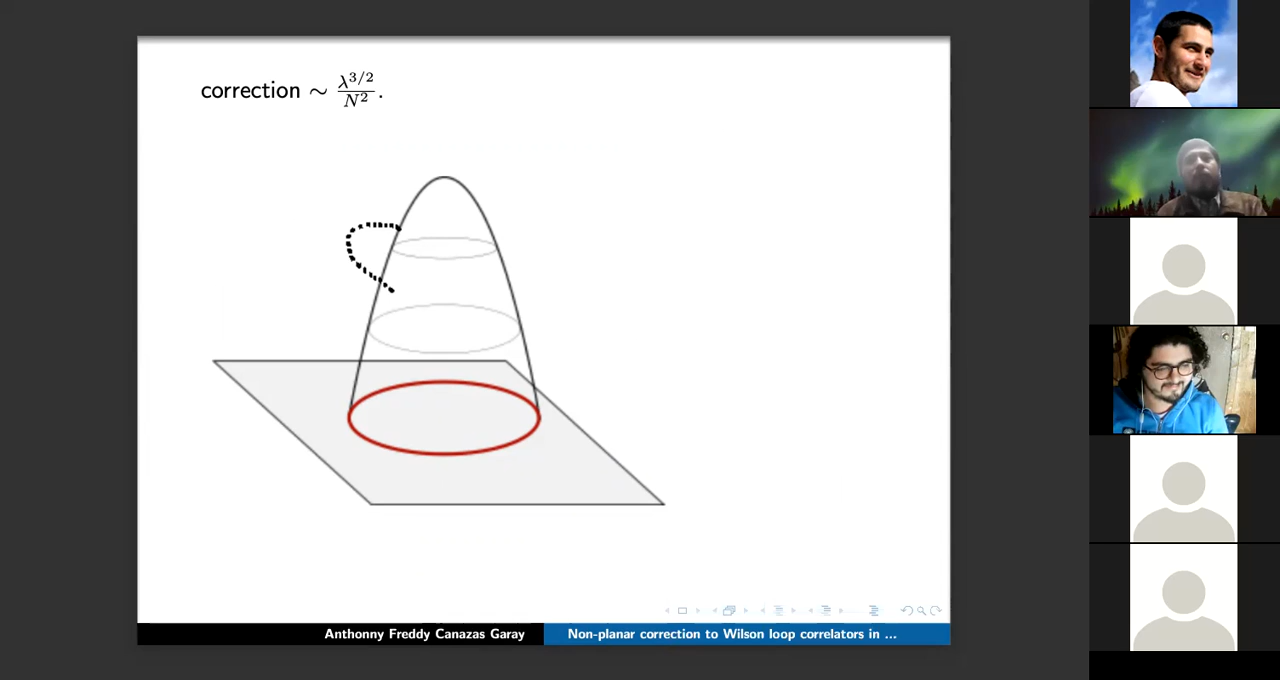 correction ∼ λ^{3/2}/N^2.
Anthonny Freddy Canazas Garay
Non-planar correction to Wilson loop correlators in ...